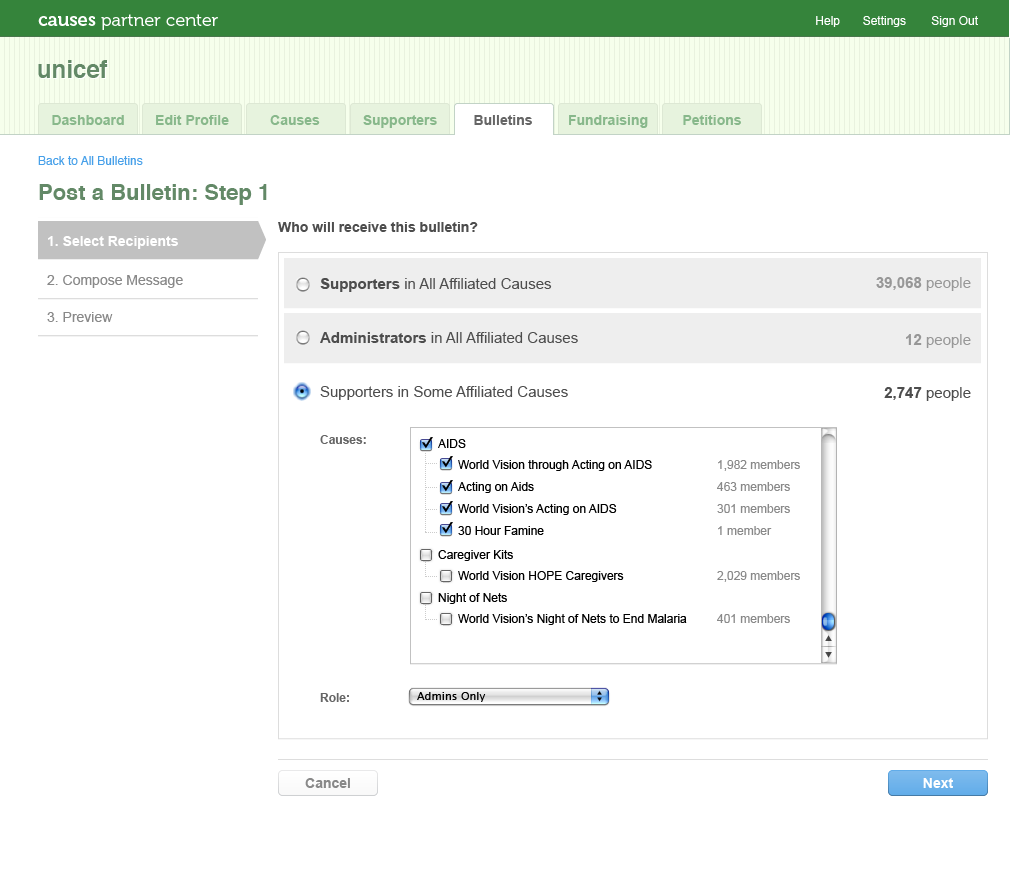 causes partner center
Help Settings Sign Out
unicef
Dashboard Edit Profile Causes Supporters Bulletins Fundraising Petitions
Back to All Bulletins
Post a Bulletin: Step 1
1. Select Recipients
2. Compose Message
3. Preview
Who will receive this bulletin?
Supporters in All Affiliated Causes 39,068 people
Administrators in All Affiliated Causes 12 people
Supporters in Some Affiliated Causes 2,747 people
Causes:
AIDS
World Vision through Acting on AIDS 1,982 members
Acting on Aids 463 members
World Vision's Acting on AIDS 301 members
30 Hour Famine 1 member
Caregiver Kits
World Vision HOPE Caregivers 2,029 members
Night of Nets
World Vision's Night of Nets to End Malaria 401 members
Role: Admins Only
Cancel Next